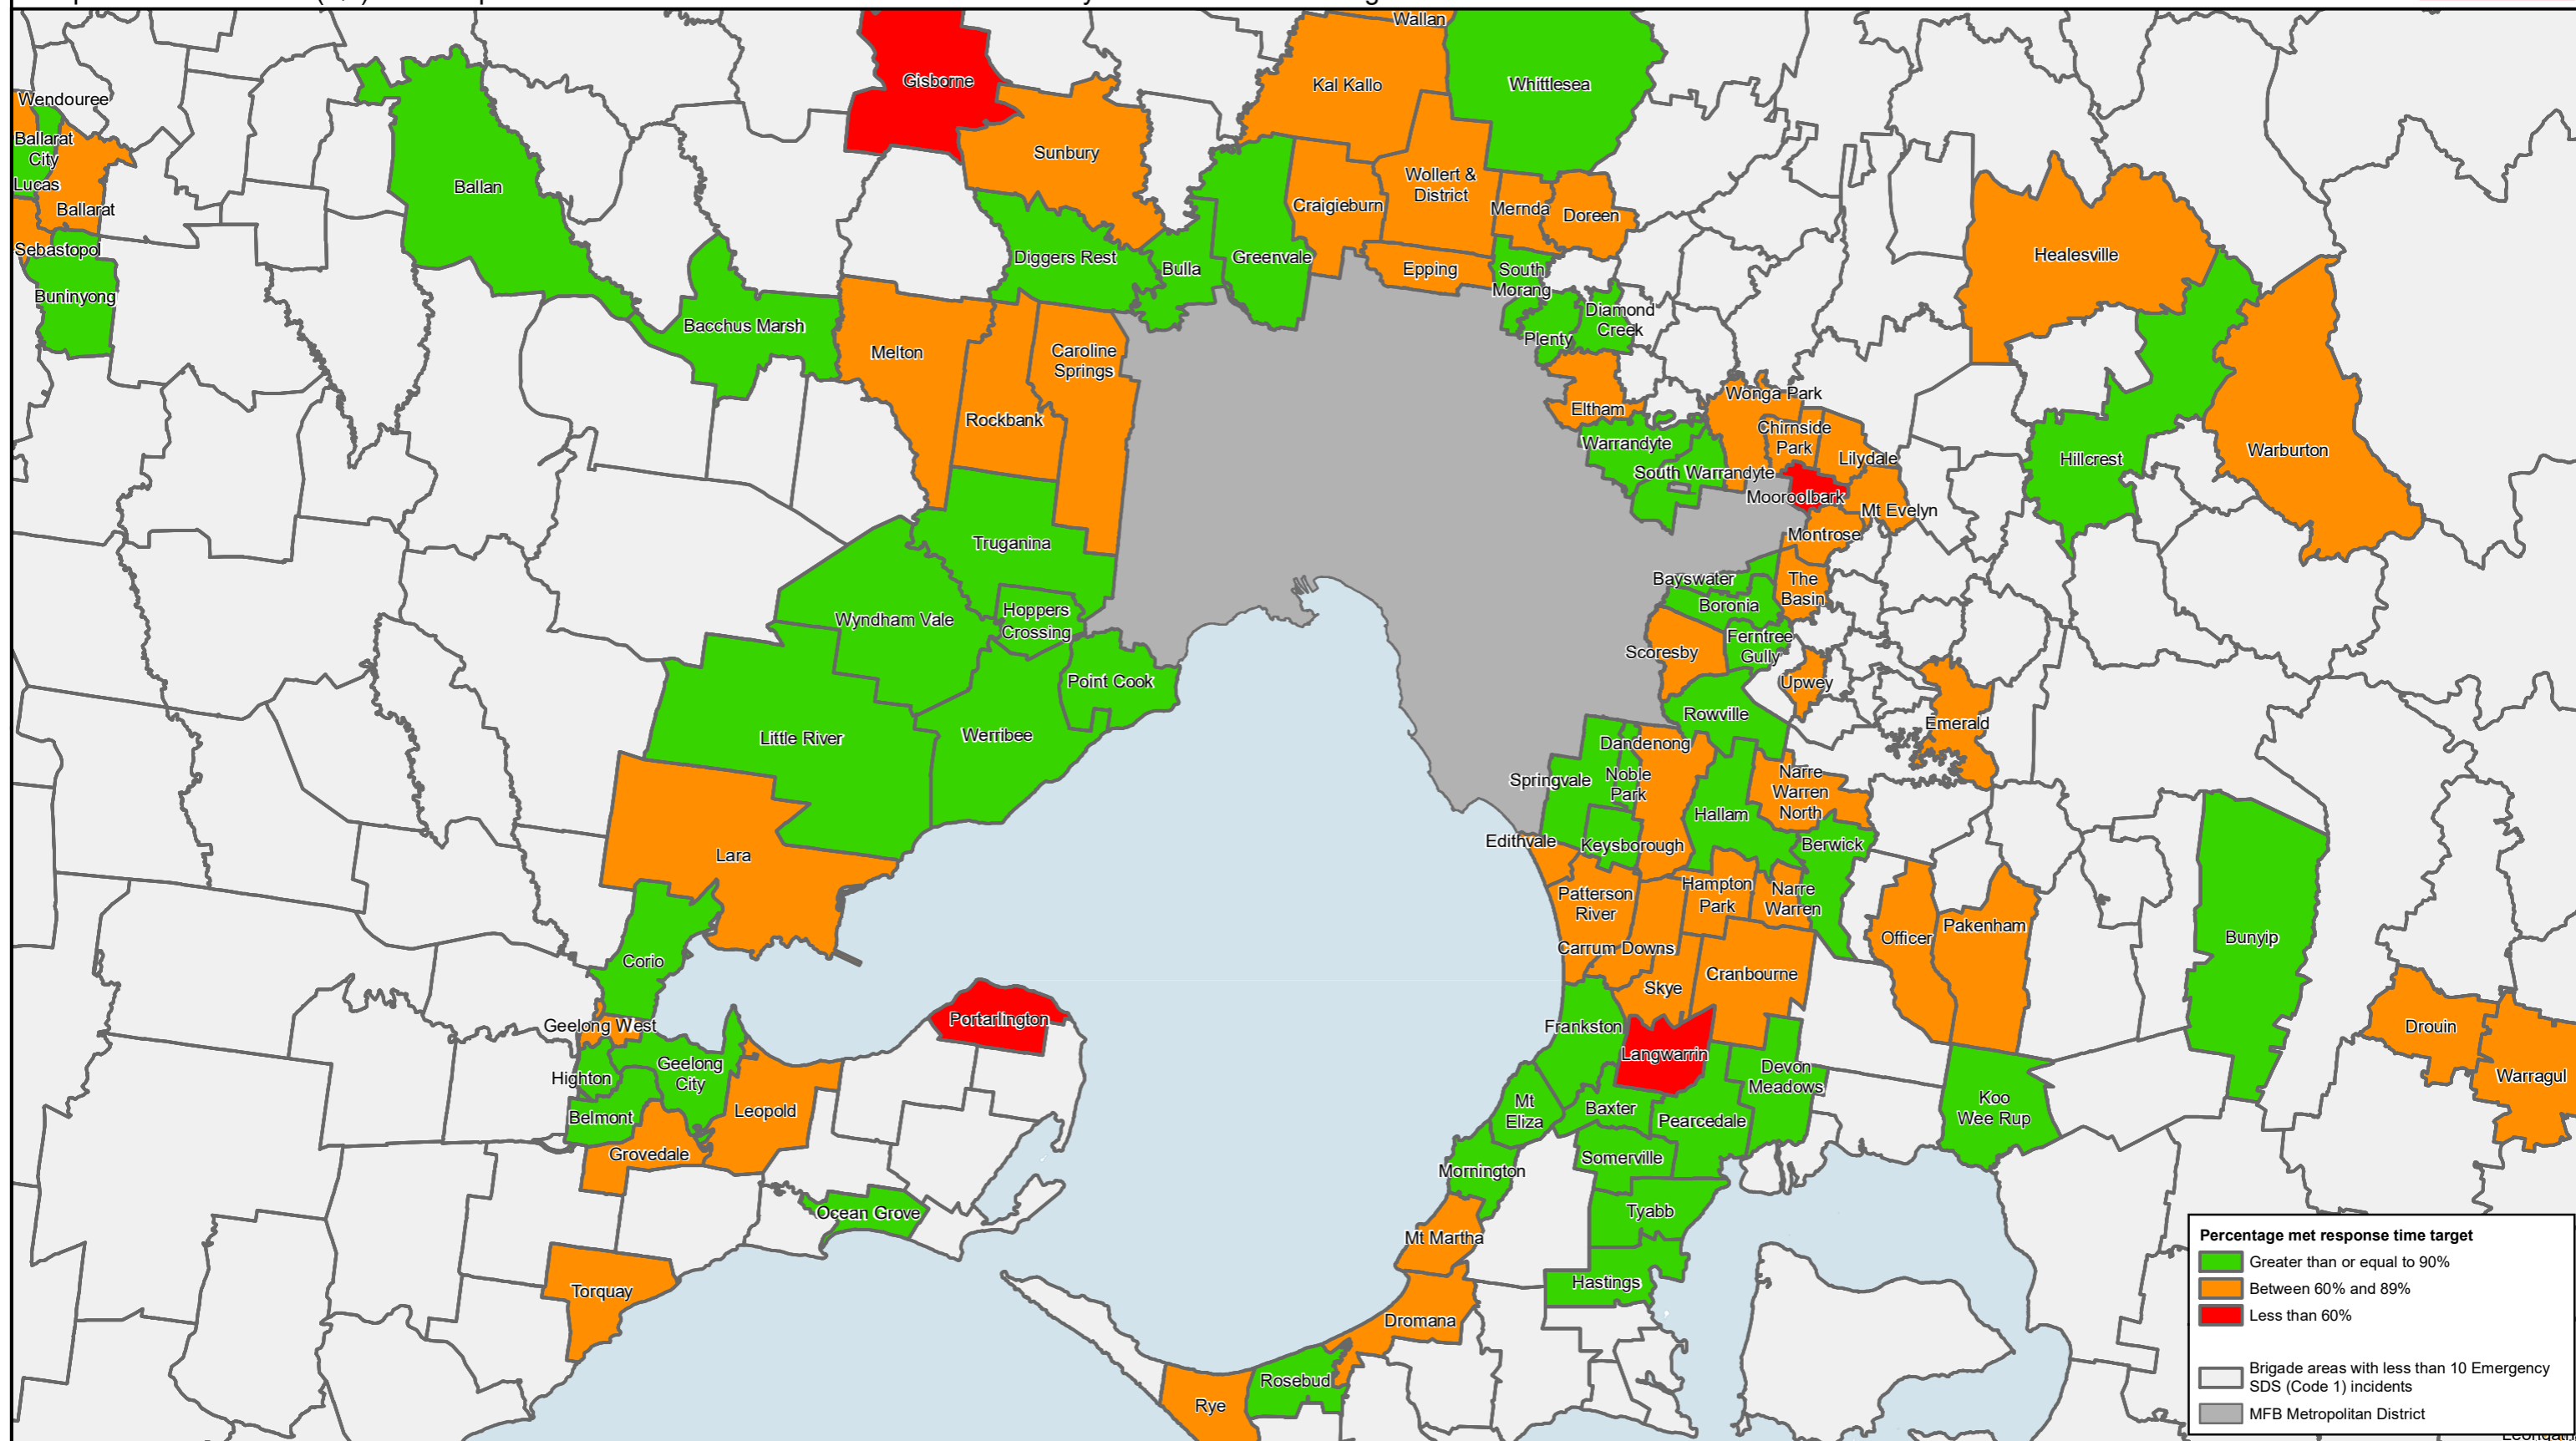 Wallan
Gisborne
Kal Kallo
Whittlesea
Wendouree
Ballarat
City
Lucas
Ballarat
Sebastopol
Buninyong
Ballan
Sunbury
Craigieburn
Wollert &
District
Mernda
Doreen
Diggers Rest
Bulla
Greenvale
Epping
South
Morang
Healesville
Diamond
Creek
Plenty
Bacchus Marsh
Melton
Caroline
Springs
Rockbank
Eltham
Wonga Park
Chirnside
Park
Lilydale
Warrandyte
South Warrandyte
Mooroolbark
Mt Evelyn
Montrose
Hillcrest
Warburton
Truganina
Bayswater
The
Basin
Boronia
Hoppers
Crossing
Wyndham Vale
Ferntree
Gully
Scoresby
Upwey
Point Cook
Rowville
Emerald
Little River
Werribee
Dandenong
Springvale
Noble
Park
Narre
Warren
North
Hallam
Edithvale
Keysborough
Berwick
Lara
Patterson
River
Hampton
Park
Narre
Warren
Officer
Pakenham
Bunyip
Carrum Downs
Corio
Cranbourne
Skye
Portarlington
Geelong West
Frankston
Langwarrin
Drouin
Warragul
Geelong
City
Highton
Devon
Meadows
Belmont
Leopold
Mt
Eliza
Baxter
Pearcedale
Koo
Wee Rup
Grovedale
Somerville
Mornington
Ocean Grove
Tyabb
Mt Martha
Torquay
Hastings
Dromana
Rosebud
Rye
Percentage met response time target
Greater than or equal to 90%
Between 60% and 89%
Less than 60%
Brigade areas with less than 10 Emergency
SDS (Code 1) incidents
MFB Metropolitan District